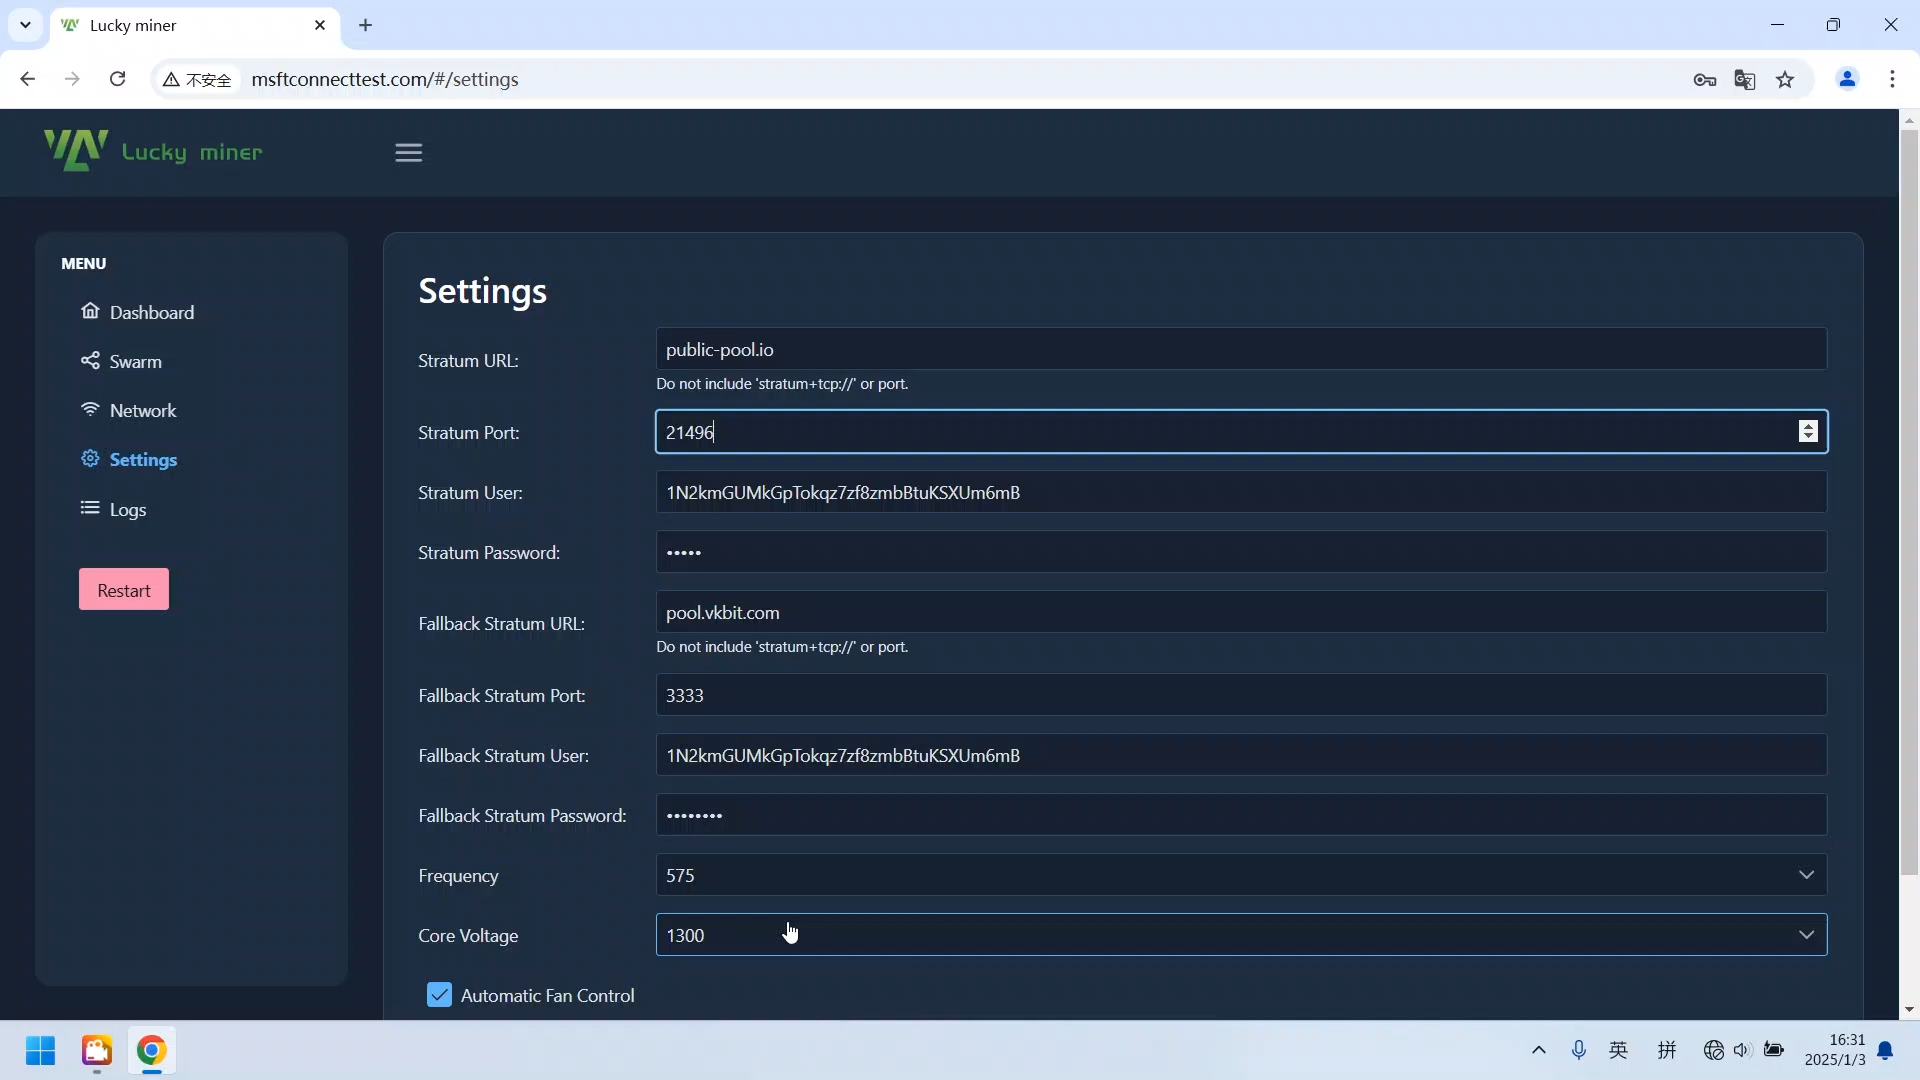 Lucky miner
不安全
msftconnecttest.com/#/settings
Lucky miner
MENU
Dashboard
Swarm
Network
Settings
Logs
Restart
Settings
Stratum URL:
public-pool.io
Do not include 'stratum+tcp://' or port.
Stratum Port:
21496
Stratum User:
1N2kmGUMkGpTokqz7zf8zmbBtuKSXUm6mB
Stratum Password:
•••••
Fallback Stratum URL:
pool.vkbit.com
Do not include 'stratum+tcp://' or port.
Fallback Stratum Port:
3333
Fallback Stratum User:
1N2kmGUMkGpTokqz7zf8zmbBtuKSXUm6mB
Fallback Stratum Password:
••••••••
Frequency
575
Core Voltage
1300
Automatic Fan Control
英
拼
16:31
2025/1/3